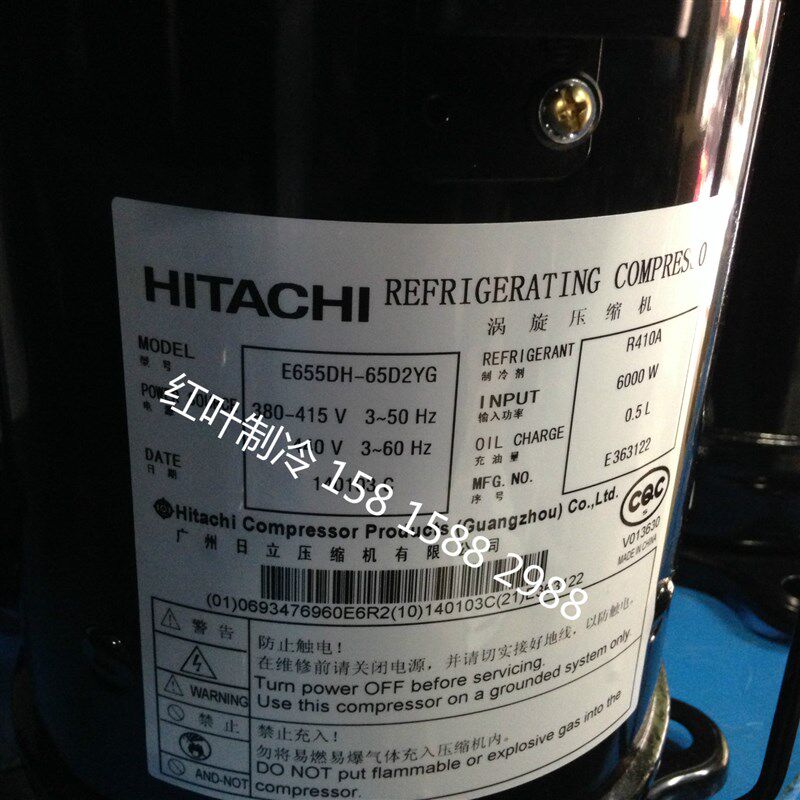 HITACHI REFRIGERATING COMPRESSO
涡旋压缩机
MODEL
型号
E655DH-65D2YG
REFRIGERANT
制冷剂
R410A
电源
380-415 V 3~50 Hz
V 3~60 Hz
INPUT
输入功率
6000 W
OIL CHARGE
充油量
0.5 L
DATE
日期
140103 C
MFG. NO.
序号
E363122
CQC
V013630
MADE IN CHINA
Hitachi Compressor Products (Guangzhou) Co.,Ltd.
广州日立压缩机有限公司
红叶制冷 158 1588 2988
(01)0693476960E6R2(10)140103C(21)
警告
WARNING
防止触电!
在维修前请关闭电源，并请切实接好地线，以防触电。
Turn power OFF before servicing.
Use this compressor on a grounded system only.
禁止
AND-NOT
禁止充入!
勿将易燃易爆气体充入压缩机内。
DO NOT put flammable or explosive gas into the
compressor.